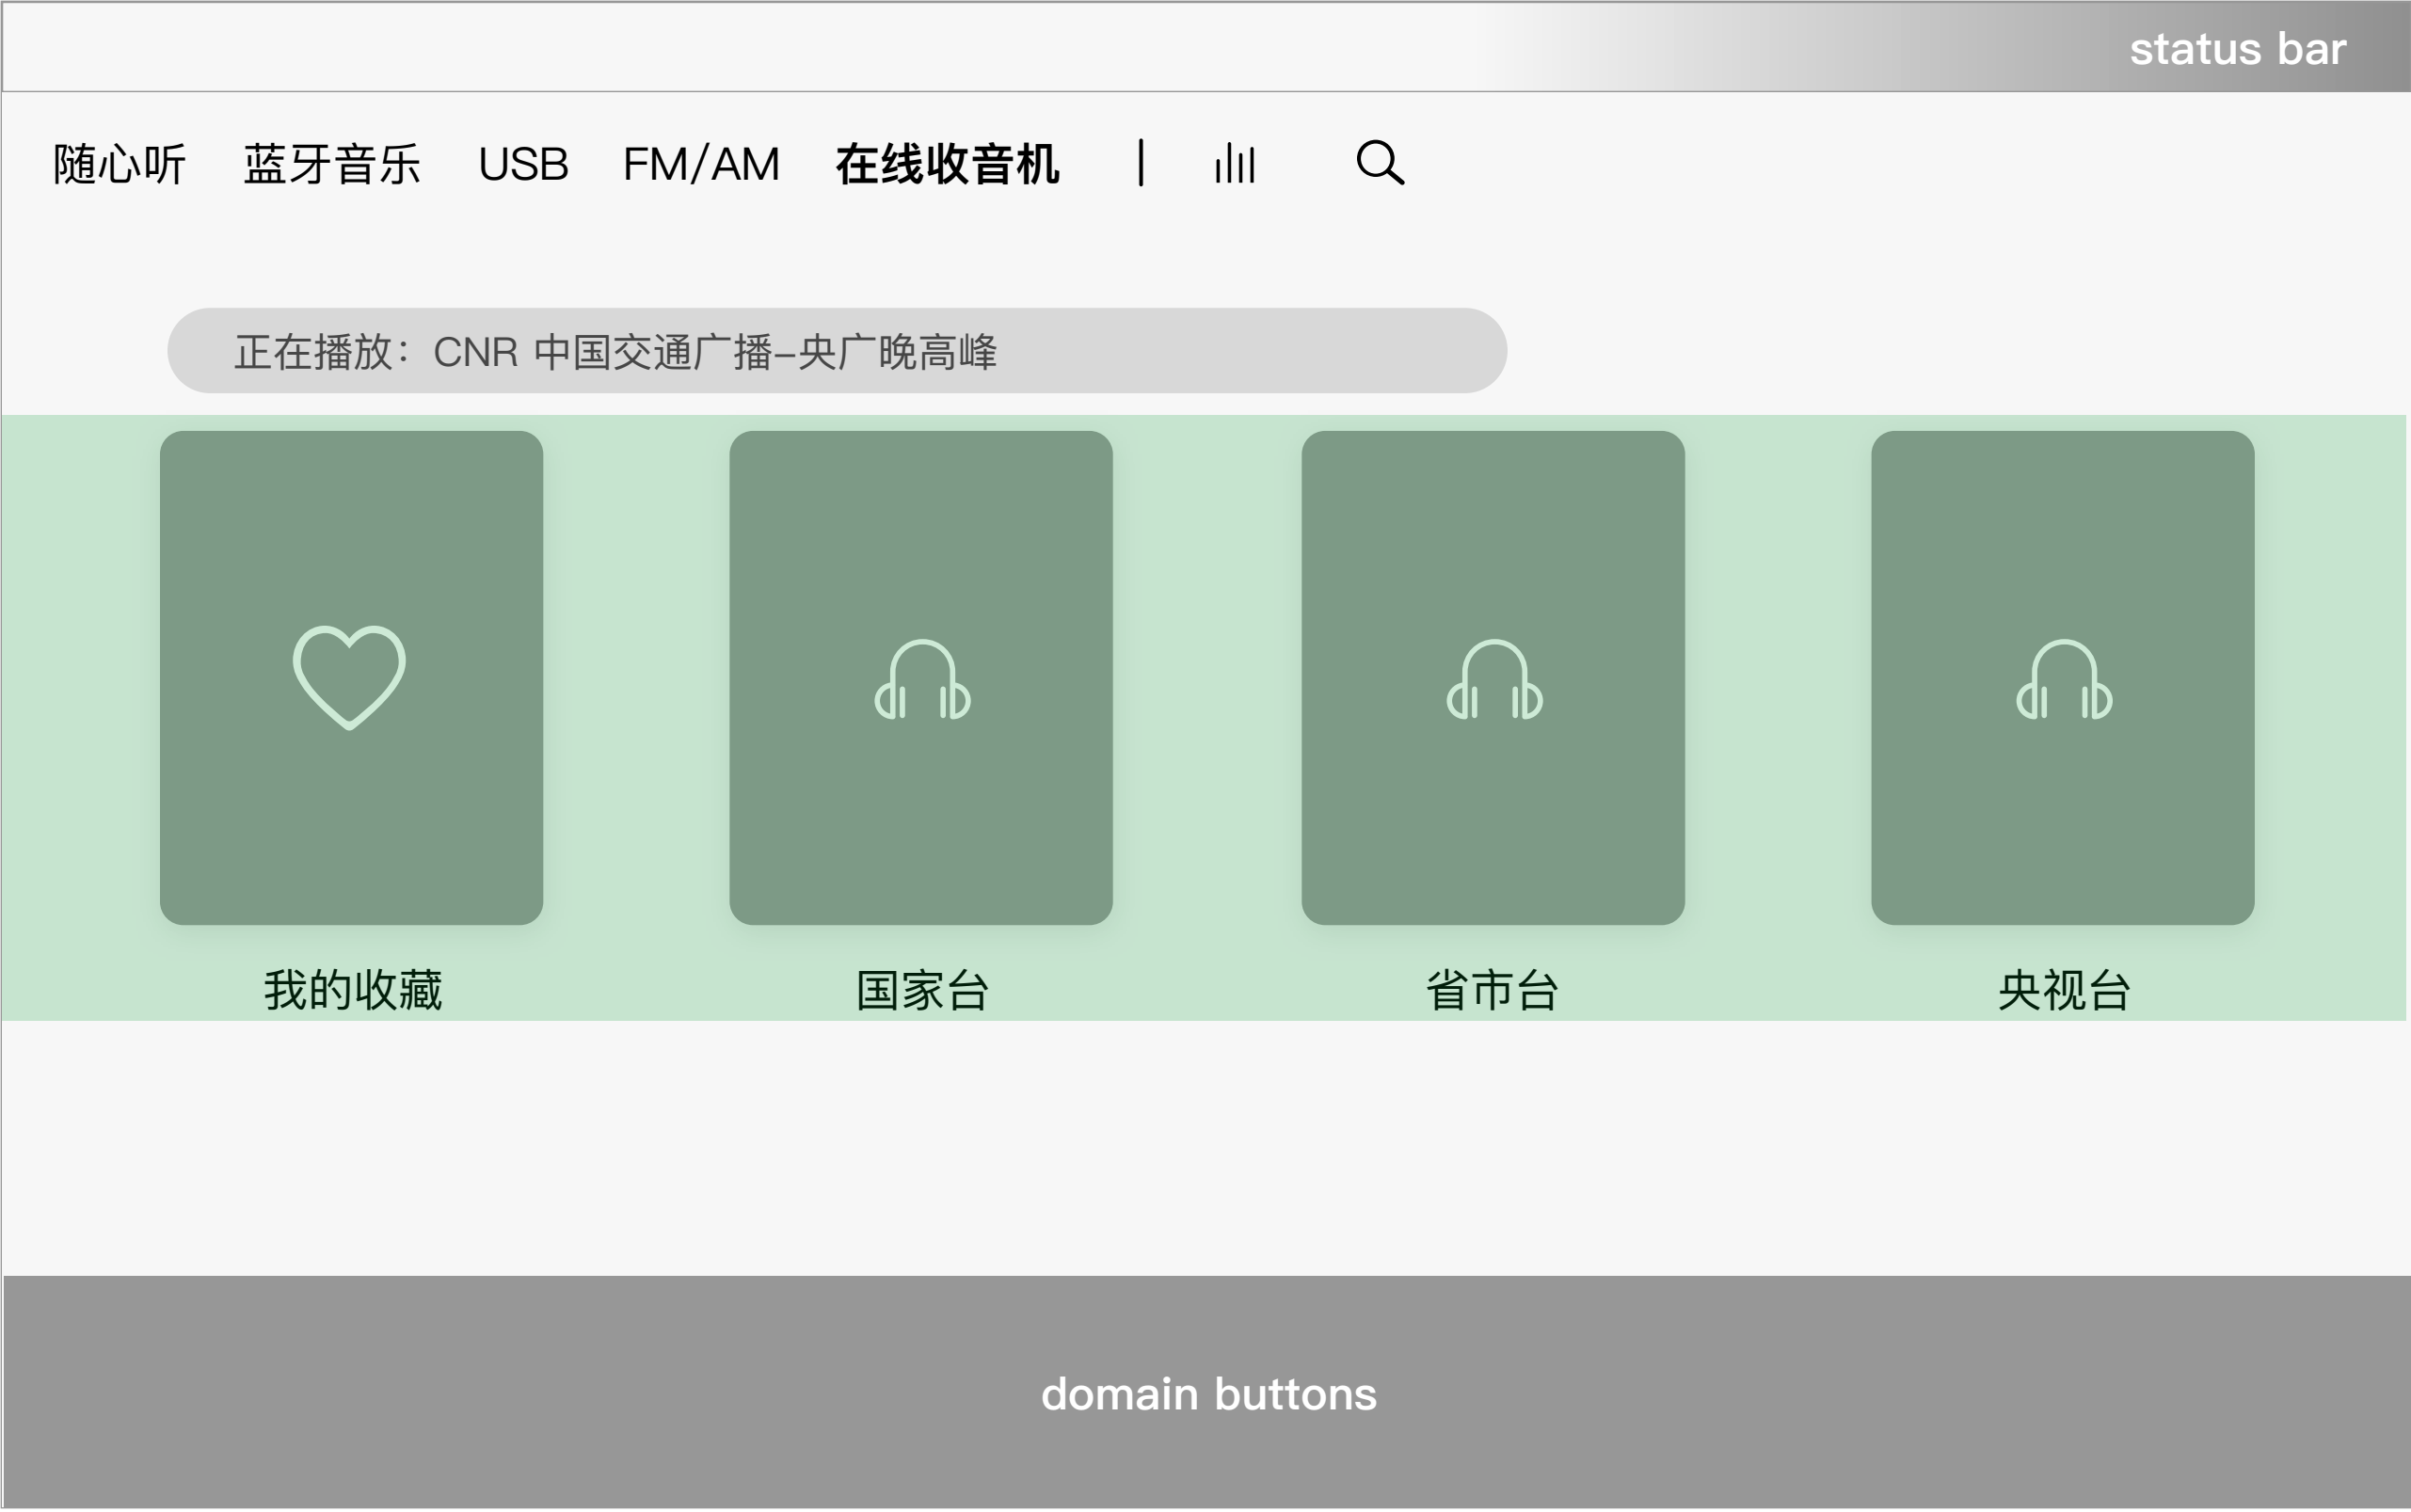 status bar
随心听 蓝牙音乐 USB FM/AM 在线收音机
正在播放：CNR 中国交通广播–央广晚高峰
我的收藏 国家台 省市台 央视台
domain buttons